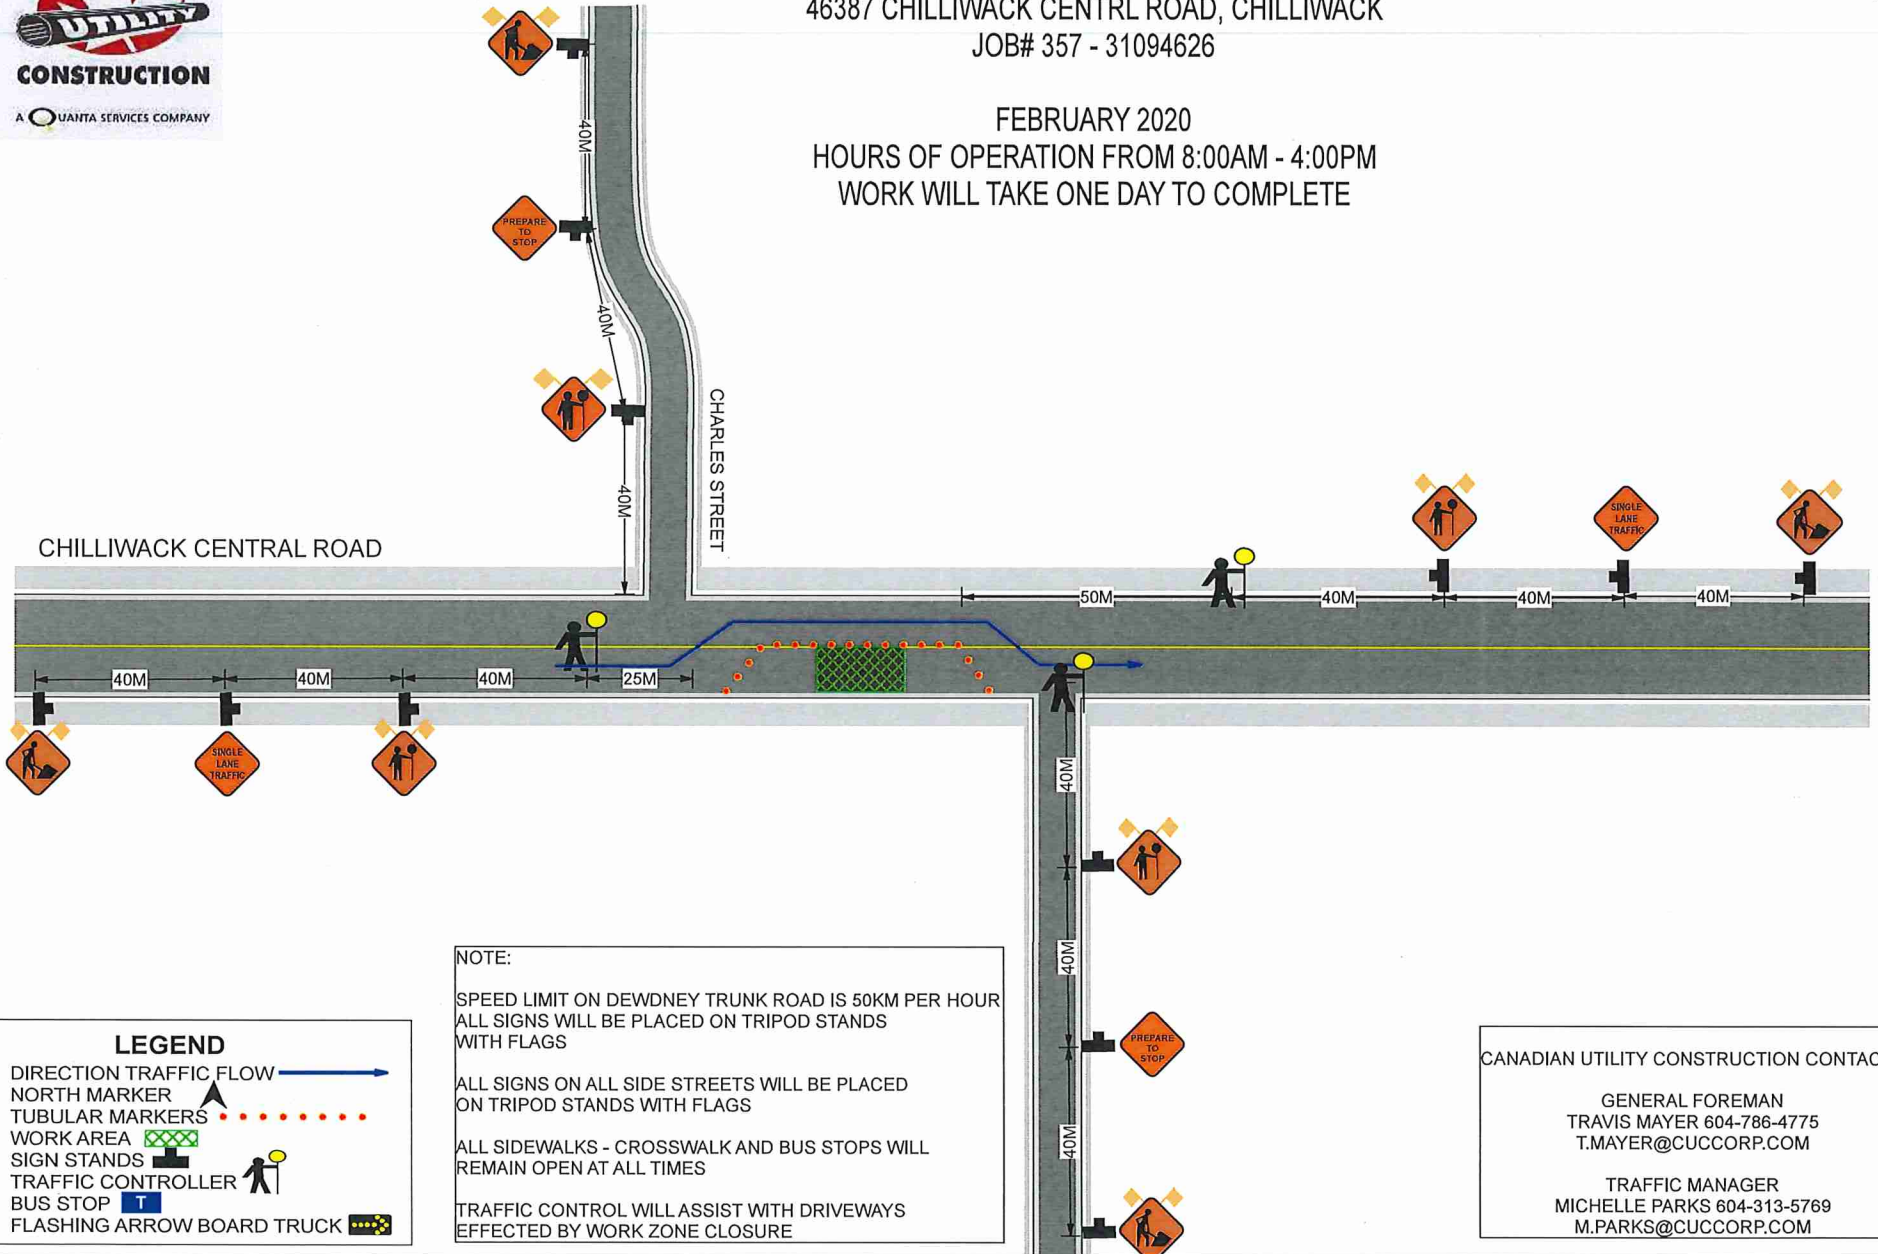 UTILITY
CONSTRUCTION
A QUANTA SERVICES COMPANY
46387 CHILLIWACK CENTRL ROAD, CHILLIWACK
JOB# 357 - 31094626
FEBRUARY 2020
HOURS OF OPERATION FROM 8:00AM - 4:00PM
WORK WILL TAKE ONE DAY TO COMPLETE
40M
PREPARE
TO
STOP
40M
40M
CHARLES STREET
CHILLIWACK CENTRAL ROAD
SINGLE
LANE
TRAFFIC
50M
40M
40M
40M
40M
40M
40M
25M
SINGLE
LANE
TRAFFIC
40M
40M
PREPARE
TO
STOP
40M
LEGEND
DIRECTION TRAFFIC FLOW
NORTH MARKER
TUBULAR MARKERS
WORK AREA
SIGN STANDS
TRAFFIC CONTROLLER
BUS STOP T
FLASHING ARROW BOARD TRUCK
NOTE:
SPEED LIMIT ON DEWDNEY TRUNK ROAD IS 50KM PER HOUR
ALL SIGNS WILL BE PLACED ON TRIPOD STANDS
WITH FLAGS
ALL SIGNS ON ALL SIDE STREETS WILL BE PLACED
ON TRIPOD STANDS WITH FLAGS
ALL SIDEWALKS - CROSSWALK AND BUS STOPS WILL
REMAIN OPEN AT ALL TIMES
TRAFFIC CONTROL WILL ASSIST WITH DRIVEWAYS
EFFECTED BY WORK ZONE CLOSURE
CANADIAN UTILITY CONSTRUCTION CONTAC
GENERAL FOREMAN
TRAVIS MAYER 604-786-4775
T.MAYER@CUCCORP.COM
TRAFFIC MANAGER
MICHELLE PARKS 604-313-5769
M.PARKS@CUCCORP.COM